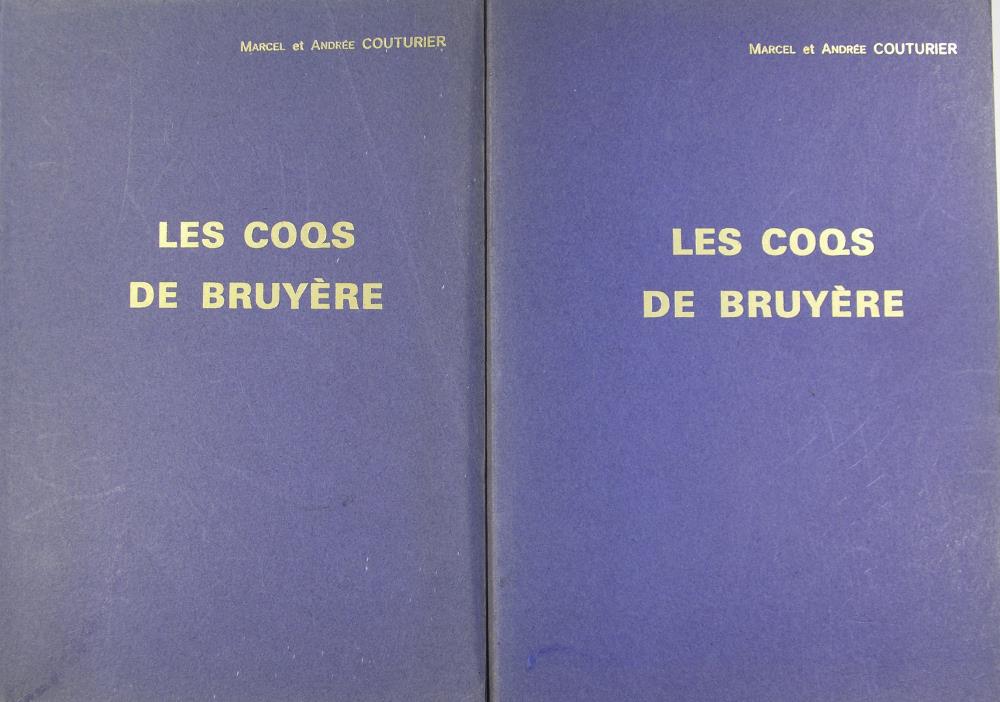 MARCEL et ANDRÉE COUTURIER
LES COQS
DE BRUYÈRE
MARCEL et ANDRÉE COUTURIER
LES COQS
DE BRUYÈRE